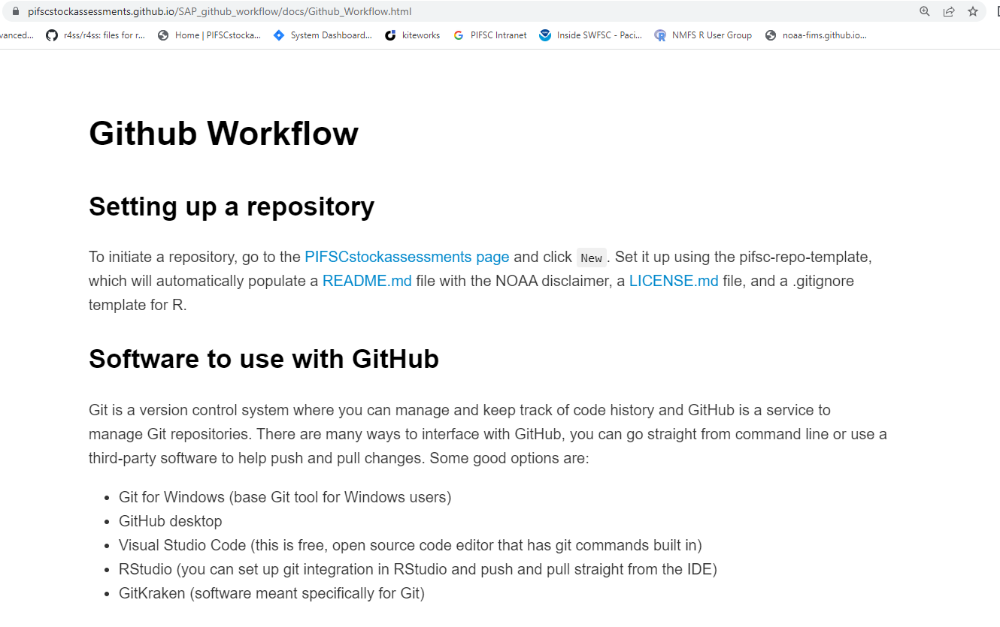 pifscstockassessments.github.io/SAP_github_workflow/docs/Github_Workflow.html
vanced... r4ss/r4ss: files for r... Home | PIFSCstocka... System Dashboard... kiteworks PIFSC Intranet Inside SWFSC - Paci... NMFS R User Group noaa-fims.github.io...
Github Workflow
Setting up a repository
To initiate a repository, go to the PIFSCstockassessments page and click New. Set it up using the pifsc-repo-template,
which will automatically populate a README.md file with the NOAA disclaimer, a LICENSE.md file, and a .gitignore
template for R.
Software to use with GitHub
Git is a version control system where you can manage and keep track of code history and GitHub is a service to
manage Git repositories. There are many ways to interface with GitHub, you can go straight from command line or use a
third-party software to help push and pull changes. Some good options are:
• Git for Windows (base Git tool for Windows users)
• GitHub desktop
• Visual Studio Code (this is free, open source code editor that has git commands built in)
• RStudio (you can set up git integration in RStudio and push and pull straight from the IDE)
• GitKraken (software meant specifically for Git)